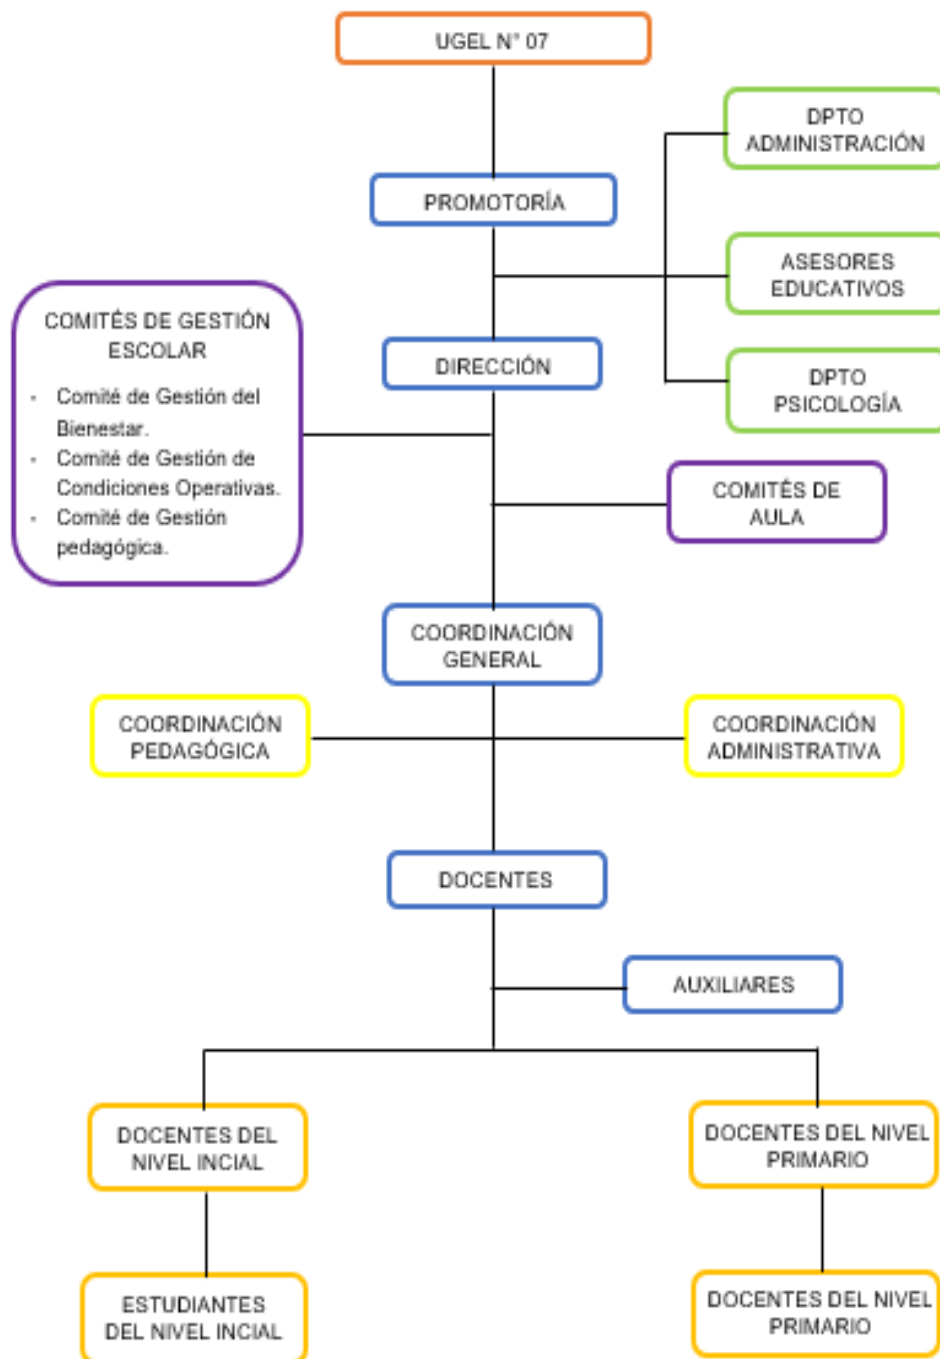 UGEL N° 07
DPTO
ADMINISTRACIÓN
PROMOTORÍA
ASESORES
EDUCATIVOS
COMITÉS DE GESTIÓN
ESCOLAR
- Comité de Gestión del
Bienestar.
- Comité de Gestión de
Condiciones Operativas.
- Comité de Gestión
pedagógica.
DIRECCIÓN
DPTO
PSICOLOGÍA
COMITÉS DE
AULA
COORDINACIÓN
GENERAL
COORDINACIÓN
PEDAGÓGICA
COORDINACIÓN
ADMINISTRATIVA
DOCENTES
AUXILIARES
DOCENTES DEL
NIVEL INCIAL
DOCENTES DEL NIVEL
PRIMARIO
ESTUDIANTES
DEL NIVEL INCIAL
DOCENTES DEL NIVEL
PRIMARIO